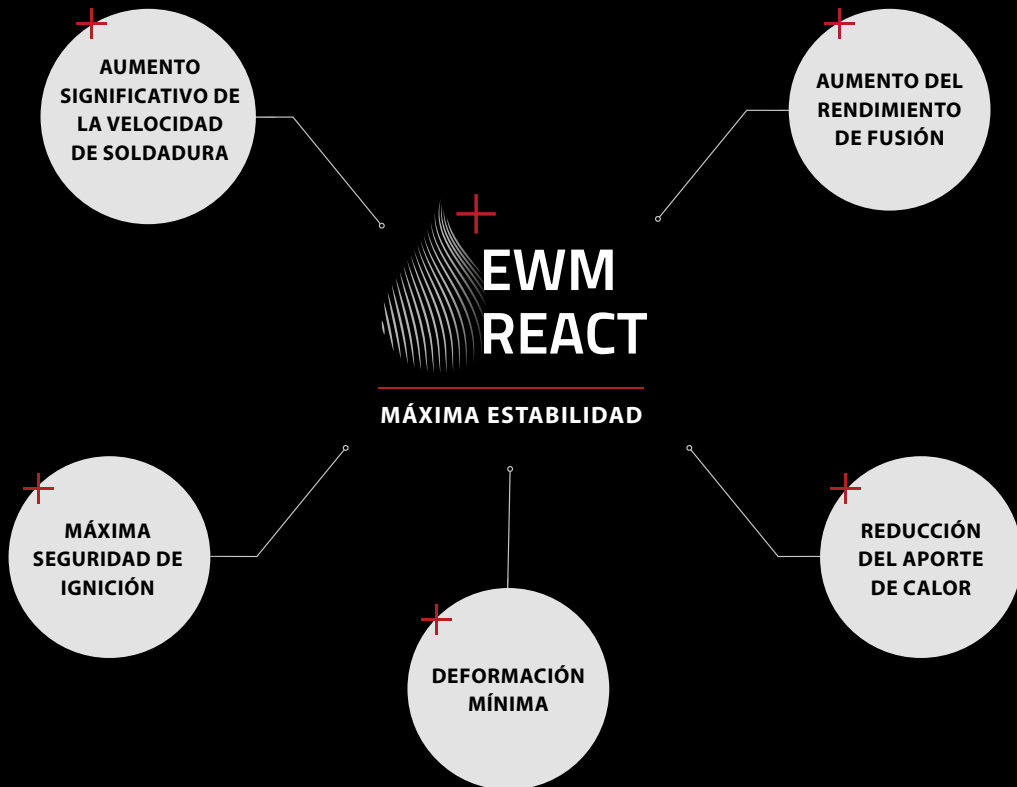 AUMENTO
SIGNIFICATIVO DE
LA VELOCIDAD
DE SOLDADURA
AUMENTO DEL
RENDIMIENTO
DE FUSIÓN
EWM
REACT
MÁXIMA ESTABILIDAD
MÁXIMA
SEGURIDAD DE
IGNICIÓN
DEFORMACIÓN
MÍNIMA
REDUCCIÓN
DEL APORTE
DE CALOR